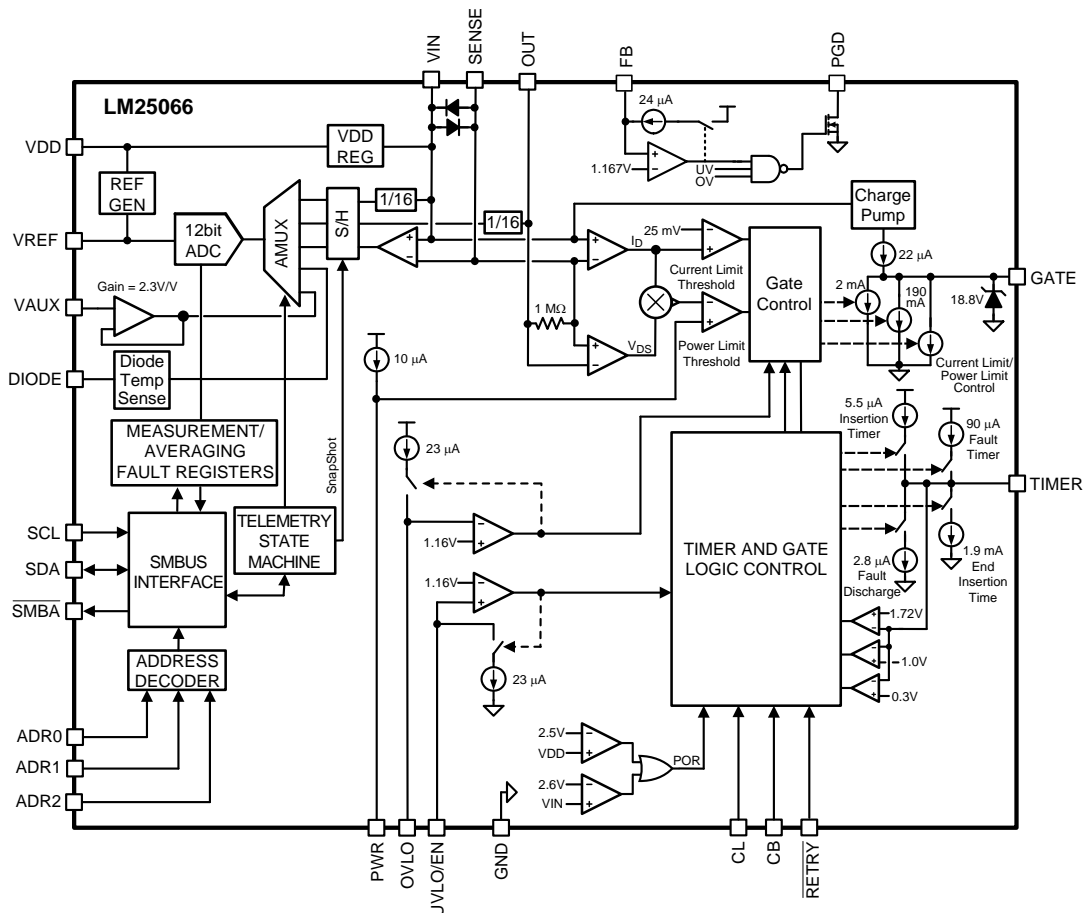 VIN
SENSE
OUT
FB
PGD
LM25066
24 μA
VDD
VDD
REG
1.167V
UV
OV
REF
GEN
1/16
S/H
1/16
Charge
Pump
VREF
12bit
ADC
AMUX
25 mV
I_D
22 μA
Current Limit
Threshold
Gate
Control
2 mA
190
mA
18.8V
GATE
VAUX
Gain = 2.3V/V
1 MΩ
V_DS
Power Limit
Threshold
Current Limit/
Power Limit
Control
10 μA
DIODE
Diode
Temp
Sense
5.5 μA
Insertion
Timer
90 μA
Fault
Timer
MEASUREMENT/
AVERAGING
FAULT REGISTERS
23 μA
SnapShot
TIMER
SCL
SDA
SMBA
SMBUS
INTERFACE
TELEMETRY
STATE
MACHINE
1.16V
1.16V
TIMER AND GATE
LOGIC CONTROL
2.8 μA
Fault
Discharge
1.9 mA
End
Insertion
Time
1.72V
1.0V
0.3V
ADDRESS
DECODER
23 μA
ADR0
ADR1
ADR2
2.5V
VDD
2.6V
VIN
POR
PWR
OVLO
UVLO/EN
GND
CL
CB
RETRY